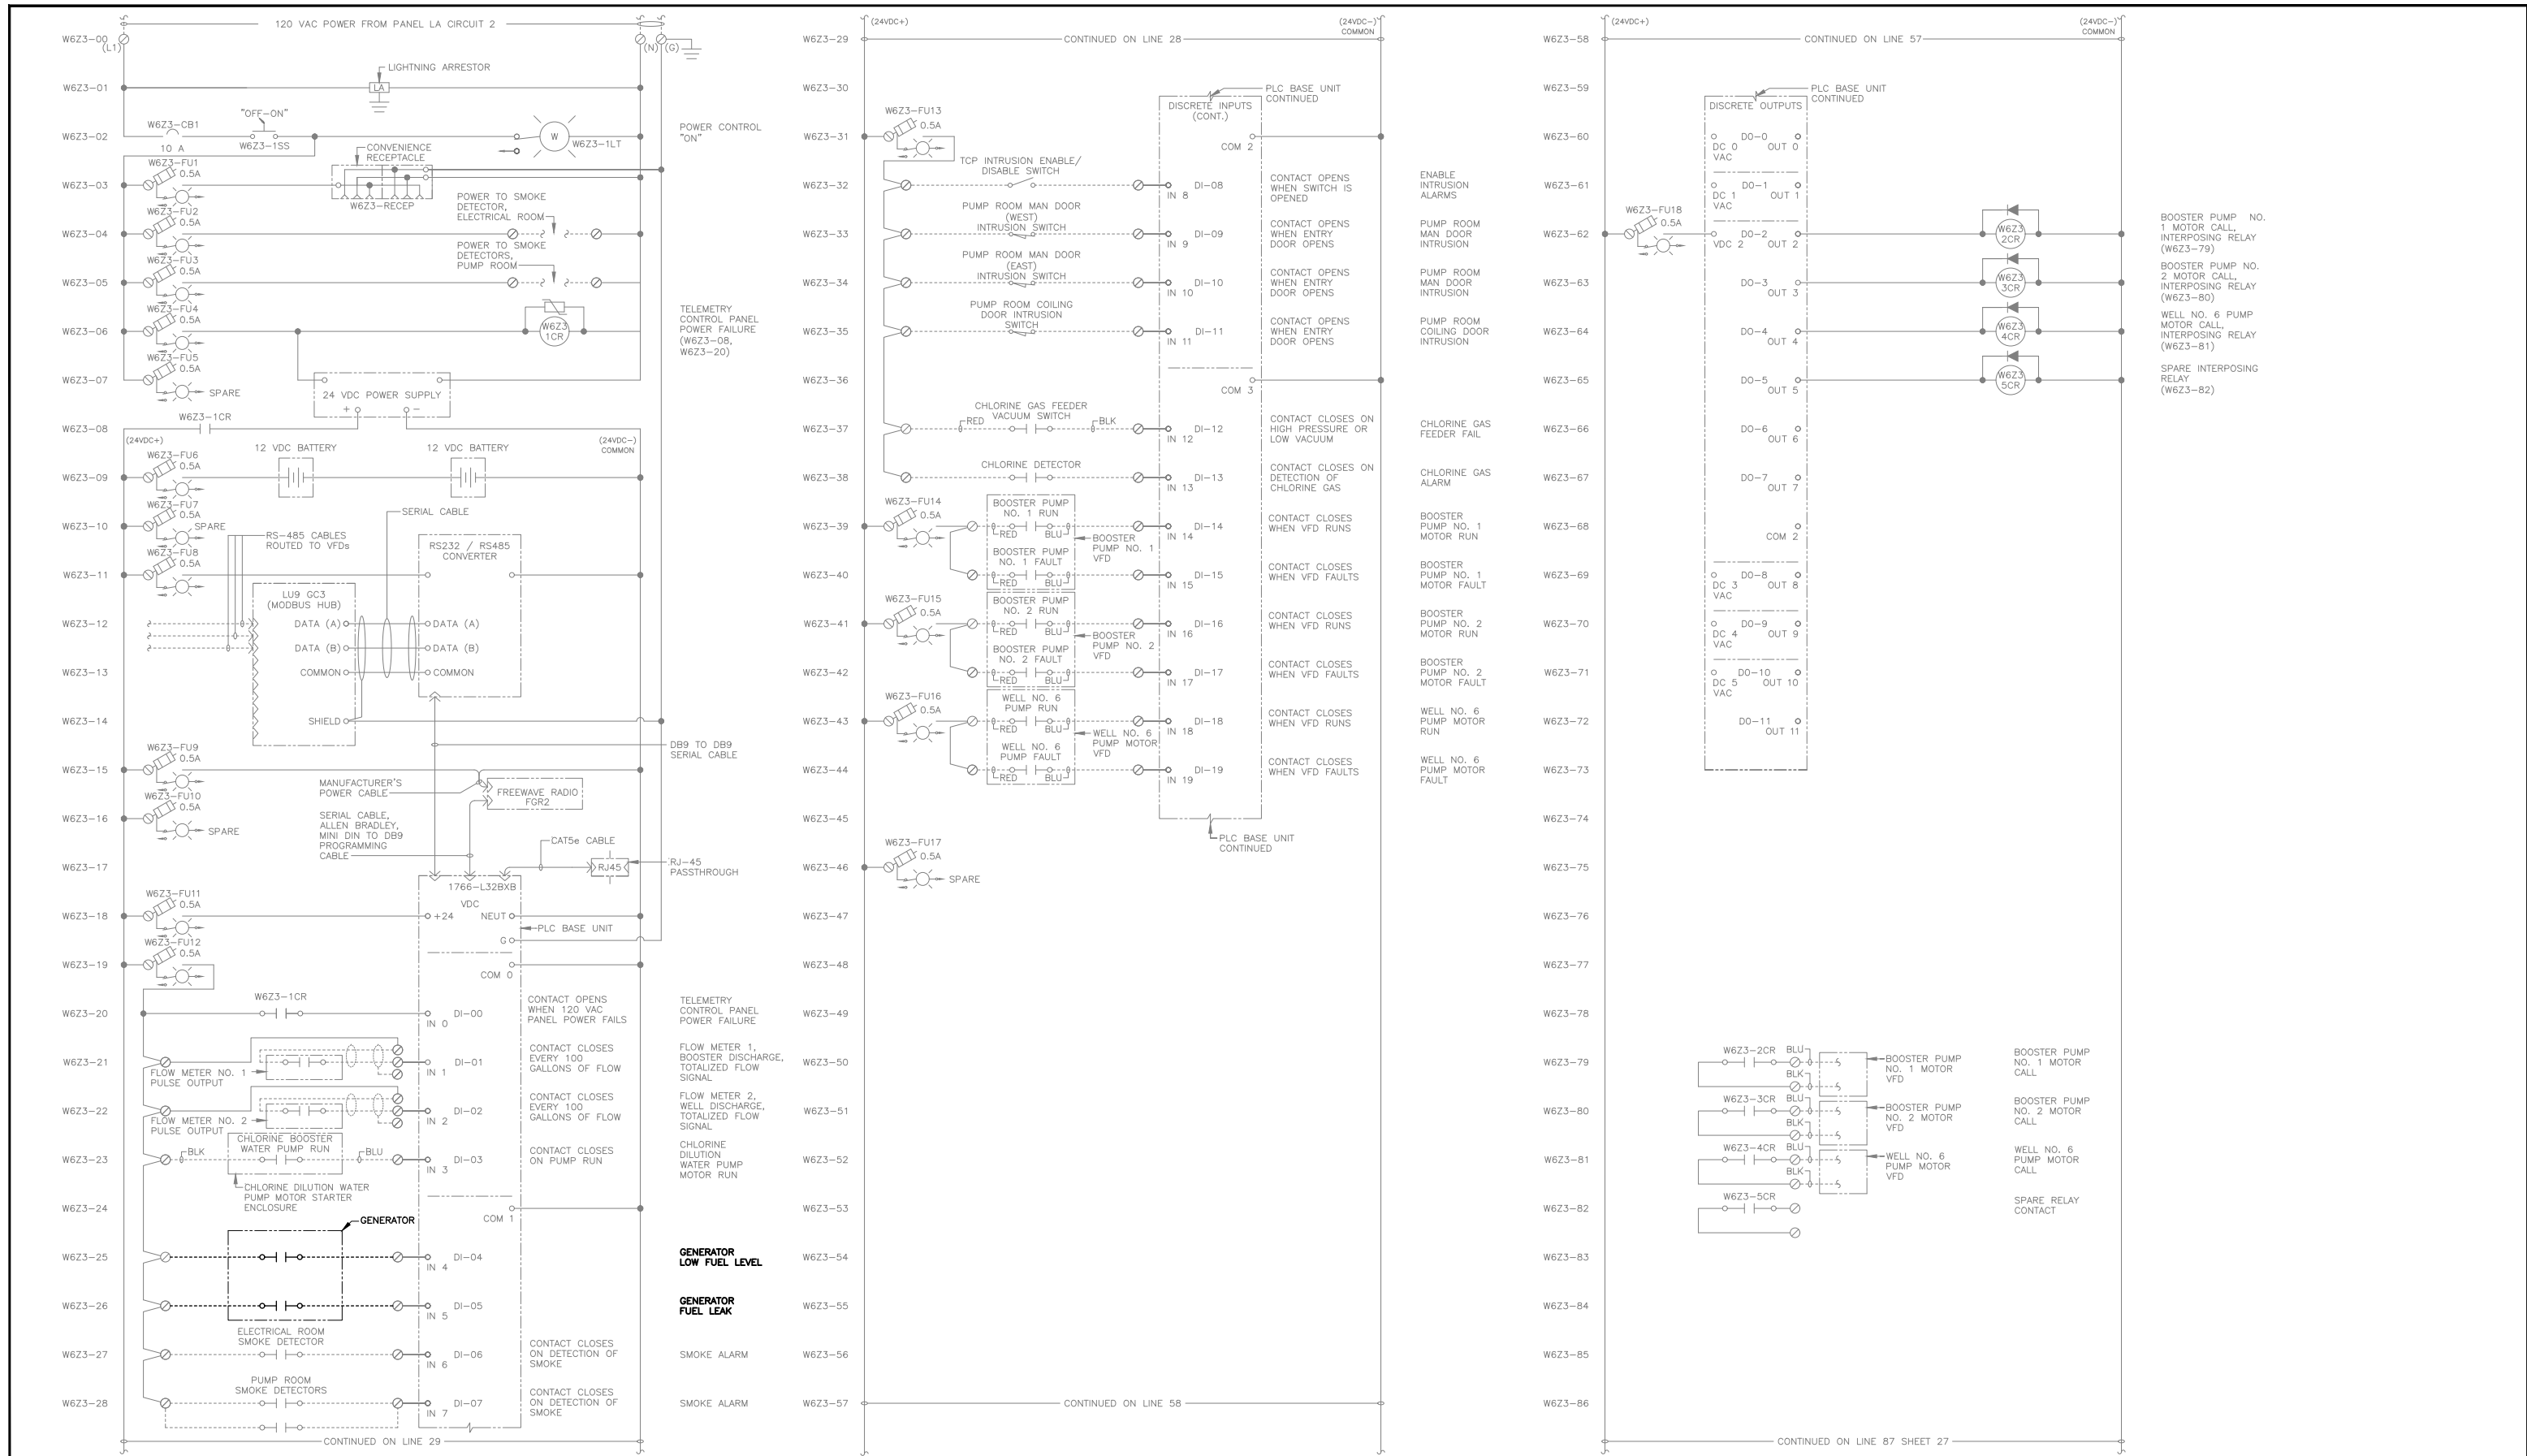 120 VAC POWER FROM PANEL LA CIRCUIT 2
W6Z3-00
(L1)
(N)
(G)
LIGHTNING ARRESTOR
W6Z3-01
LA
"OFF-ON"
W6Z3-CB1
W6Z3-02
10 A
W6Z3-1SS
W
W6Z3-1LT
POWER CONTROL
"ON"
W6Z3-FU1
0.5A
CONVENIENCE
RECEPTACLE
W6Z3-03
W6Z3-RECEP
W6Z3-FU2
0.5A
POWER TO SMOKE
DETECTOR,
ELECTRICAL ROOM
W6Z3-04
W6Z3-FU3
0.5A
POWER TO SMOKE
DETECTORS,
PUMP ROOM
W6Z3-05
W6Z3-FU4
0.5A
W6Z3-06
W6Z3
1CR
TELEMETRY
CONTROL PANEL
POWER FAILURE
(W6Z3-08,
W6Z3-20)
W6Z3-FU5
0.5A
W6Z3-07
SPARE
24 VDC POWER SUPPLY
+
-
W6Z3-1CR
W6Z3-08
(24VDC+)
(24VDC-)
COMMON
W6Z3-FU6
0.5A
12 VDC BATTERY
12 VDC BATTERY
W6Z3-09
W6Z3-FU7
0.5A
W6Z3-10
SPARE
SERIAL CABLE
RS-485 CABLES
ROUTED TO VFDs
RS232 / RS485
CONVERTER
W6Z3-FU8
0.5A
W6Z3-11
LU9 GC3
(MODBUS HUB)
W6Z3-12
DATA (A)
DATA (A)
DATA (B)
DATA (B)
W6Z3-13
COMMON
COMMON
W6Z3-14
SHIELD
DB9 TO DB9
SERIAL CABLE
W6Z3-FU9
0.5A
W6Z3-15
MANUFACTURER'S
POWER CABLE
FREEWAVE RADIO
FGR2
W6Z3-FU10
0.5A
W6Z3-16
SPARE
SERIAL CABLE,
ALLEN BRADLEY,
MINI DIN TO DB9
PROGRAMMING
CABLE
CAT5e CABLE
W6Z3-17
RJ45
RJ-45
PASSTHROUGH
1766-L32BXB
W6Z3-FU11
0.5A
VDC
W6Z3-18
+24
NEUT
PLC BASE UNIT
G
W6Z3-FU12
0.5A
W6Z3-19
COM 0
W6Z3-1CR
W6Z3-20
DI-00
IN 0
CONTACT OPENS
WHEN 120 VAC
PANEL POWER FAILS
TELEMETRY
CONTROL PANEL
POWER FAILURE
W6Z3-21
FLOW METER NO. 1
PULSE OUTPUT
DI-01
IN 1
CONTACT CLOSES
EVERY 100
GALLONS OF FLOW
FLOW METER 1,
BOOSTER DISCHARGE,
TOTALIZED FLOW
SIGNAL
W6Z3-22
FLOW METER NO. 2
PULSE OUTPUT
DI-02
IN 2
CONTACT CLOSES
EVERY 100
GALLONS OF FLOW
FLOW METER 2,
WELL DISCHARGE,
TOTALIZED FLOW
SIGNAL
CHLORINE BOOSTER
WATER PUMP RUN
W6Z3-23
BLK
BLU
DI-03
IN 3
CONTACT CLOSES
ON PUMP RUN
CHLORINE
DILUTION
WATER PUMP
MOTOR RUN
CHLORINE DILUTION WATER
PUMP MOTOR STARTER
ENCLOSURE
W6Z3-24
COM 1
GENERATOR
W6Z3-25
DI-04
IN 4
GENERATOR
LOW FUEL LEVEL
W6Z3-26
DI-05
IN 5
GENERATOR
FUEL LEAK
ELECTRICAL ROOM
SMOKE DETECTOR
W6Z3-27
DI-06
IN 6
CONTACT CLOSES
ON DETECTION OF
SMOKE
SMOKE ALARM
PUMP ROOM
SMOKE DETECTORS
W6Z3-28
DI-07
IN 7
CONTACT CLOSES
ON DETECTION OF
SMOKE
SMOKE ALARM
CONTINUED ON LINE 29
(24VDC+)
(24VDC-)
COMMON
W6Z3-29
CONTINUED ON LINE 28
W6Z3-30
PLC BASE UNIT
CONTINUED
DISCRETE INPUTS
(CONT.)
W6Z3-FU13
0.5A
W6Z3-31
COM 2
TCP INTRUSION ENABLE/
DISABLE SWITCH
W6Z3-32
DI-08
IN 8
CONTACT OPENS
WHEN SWITCH IS
OPENED
ENABLE
INTRUSION
ALARMS
PUMP ROOM MAN DOOR
(WEST)
INTRUSION SWITCH
W6Z3-33
DI-09
IN 9
CONTACT OPENS
WHEN ENTRY
DOOR OPENS
PUMP ROOM
MAN DOOR
INTRUSION
PUMP ROOM MAN DOOR
(EAST)
INTRUSION SWITCH
W6Z3-34
DI-10
IN 10
CONTACT OPENS
WHEN ENTRY
DOOR OPENS
PUMP ROOM
MAN DOOR
INTRUSION
PUMP ROOM COILING
DOOR INTRUSION
SWITCH
W6Z3-35
DI-11
IN 11
CONTACT OPENS
WHEN ENTRY
DOOR OPENS
PUMP ROOM
COILING DOOR
INTRUSION
W6Z3-36
COM 3
CHLORINE GAS FEEDER
VACUUM SWITCH
W6Z3-37
RED
BLK
DI-12
IN 12
CONTACT CLOSES ON
HIGH PRESSURE OR
LOW VACUUM
CHLORINE GAS
FEEDER FAIL
CHLORINE DETECTOR
W6Z3-38
DI-13
IN 13
CONTACT CLOSES ON
DETECTION OF
CHLORINE GAS
CHLORINE GAS
ALARM
W6Z3-FU14
0.5A
BOOSTER PUMP
NO. 1 RUN
W6Z3-39
RED
BLU
DI-14
IN 14
CONTACT CLOSES
WHEN VFD RUNS
BOOSTER
PUMP NO. 1
MOTOR RUN
BOOSTER
PUMP NO. 1
VFD
BOOSTER PUMP
NO. 1 FAULT
W6Z3-40
RED
BLU
DI-15
IN 15
CONTACT CLOSES
WHEN VFD FAULTS
BOOSTER
PUMP NO. 1
MOTOR FAULT
W6Z3-FU15
0.5A
BOOSTER PUMP
NO. 2 RUN
W6Z3-41
RED
BLU
DI-16
IN 16
CONTACT CLOSES
WHEN VFD RUNS
BOOSTER
PUMP NO. 2
MOTOR RUN
BOOSTER
PUMP NO. 2
VFD
BOOSTER PUMP
NO. 2 FAULT
W6Z3-42
RED
BLU
DI-17
IN 17
CONTACT CLOSES
WHEN VFD FAULTS
BOOSTER
PUMP NO. 2
MOTOR FAULT
W6Z3-FU16
0.5A
WELL NO. 6
PUMP RUN
W6Z3-43
RED
BLU
DI-18
IN 18
CONTACT CLOSES
WHEN VFD RUNS
WELL NO. 6
PUMP MOTOR
RUN
WELL NO. 6
PUMP MOTOR
VFD
WELL NO. 6
PUMP FAULT
W6Z3-44
RED
BLU
DI-19
IN 19
CONTACT CLOSES
WHEN VFD FAULTS
WELL NO. 6
PUMP MOTOR
FAULT
W6Z3-45
PLC BASE UNIT
CONTINUED
W6Z3-FU17
0.5A
W6Z3-46
SPARE
W6Z3-47
W6Z3-48
W6Z3-49
W6Z3-50
W6Z3-51
W6Z3-52
W6Z3-53
W6Z3-54
W6Z3-55
W6Z3-56
W6Z3-57
CONTINUED ON LINE 58
(24VDC+)
(24VDC-)
COMMON
W6Z3-58
CONTINUED ON LINE 57
W6Z3-59
PLC BASE UNIT
CONTINUED
DISCRETE OUTPUTS
W6Z3-60
DO-0
DC 0
OUT 0
VAC
W6Z3-61
DO-1
DC 1
OUT 1
VAC
W6Z3-FU18
0.5A
W6Z3-62
DO-2
VDC 2
OUT 2
W6Z3
2CR
BOOSTER PUMP NO.
1 MOTOR CALL,
INTERPOSING RELAY
(W6Z3-79)
W6Z3-63
DO-3
OUT 3
W6Z3
3CR
BOOSTER PUMP NO.
2 MOTOR CALL,
INTERPOSING RELAY
(W6Z3-80)
W6Z3-64
DO-4
OUT 4
W6Z3
4CR
WELL NO. 6 PUMP
MOTOR CALL,
INTERPOSING RELAY
(W6Z3-81)
W6Z3-65
DO-5
OUT 5
W6Z3
5CR
SPARE INTERPOSING
RELAY
(W6Z3-82)
W6Z3-66
DO-6
OUT 6
W6Z3-67
DO-7
OUT 7
W6Z3-68
COM 2
W6Z3-69
DO-8
DC 3
OUT 8
VAC
W6Z3-70
DO-9
DC 4
OUT 9
VAC
W6Z3-71
DO-10
DC 5
OUT 10
VAC
W6Z3-72
DO-11
OUT 11
W6Z3-73
W6Z3-74
W6Z3-75
W6Z3-76
W6Z3-77
W6Z3-78
W6Z3-79
W6Z3-2CR
BLU
BLK
BOOSTER PUMP
NO. 1 MOTOR
VFD
BOOSTER PUMP
NO. 1 MOTOR
CALL
W6Z3-80
W6Z3-3CR
BLU
BLK
BOOSTER PUMP
NO. 2 MOTOR
VFD
BOOSTER PUMP
NO. 2 MOTOR
CALL
W6Z3-81
W6Z3-4CR
BLU
BLK
WELL NO. 6
PUMP MOTOR
VFD
WELL NO. 6
PUMP MOTOR
CALL
W6Z3-82
W6Z3-5CR
SPARE RELAY
CONTACT
W6Z3-83
W6Z3-84
W6Z3-85
W6Z3-86
CONTINUED ON LINE 87 SHEET 27